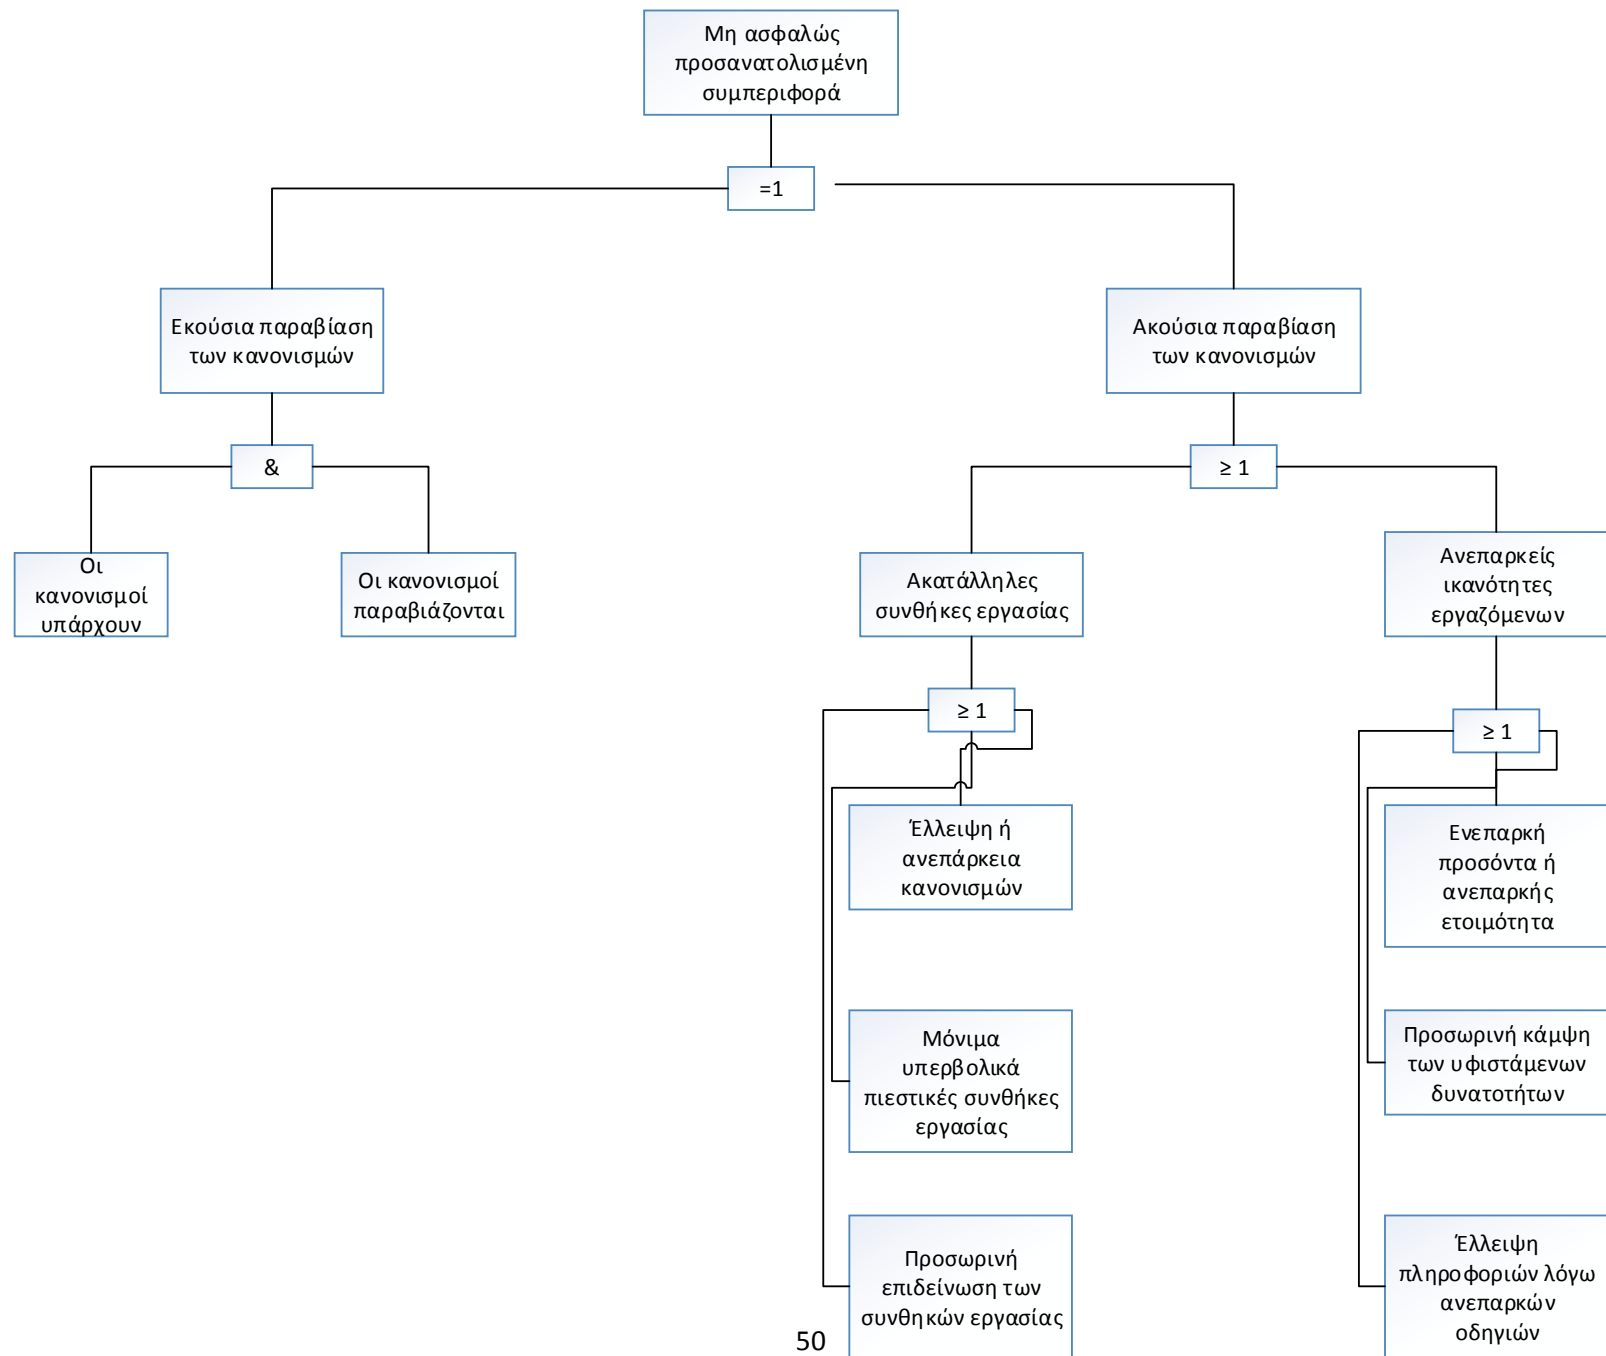 Μη ασφαλώς
προσανατολισμένη
συμπεριφορά
=1
Εκούσια παραβίαση
των κανονισμών
Ακούσια παραβίαση
των κανονισμών
&
≥ 1
Οι
κανονισμοί
υπάρχουν
Οι κανονισμοί
παραβιάζονται
Ακατάλληλες
συνθήκες εργασίας
Ανεπαρκείς
ικανότητες
εργαζόμενων
≥ 1
≥ 1
Έλλειψη ή
ανεπάρκεια
κανονισμών
Ενεπαρκή
προσόντα ή
ανεπαρκής
ετοιμότητα
Μόνιμα
υπερβολικά
πιεστικές συνθήκες
εργασίας
Προσωρινή κάμψη
των υφιστάμενων
δυνατοτήτων
Προσωρινή
επιδείνωση των
συνθηκών εργασίας
Έλλειψη
πληροφοριών λόγω
ανεπαρκών
οδηγιών
50